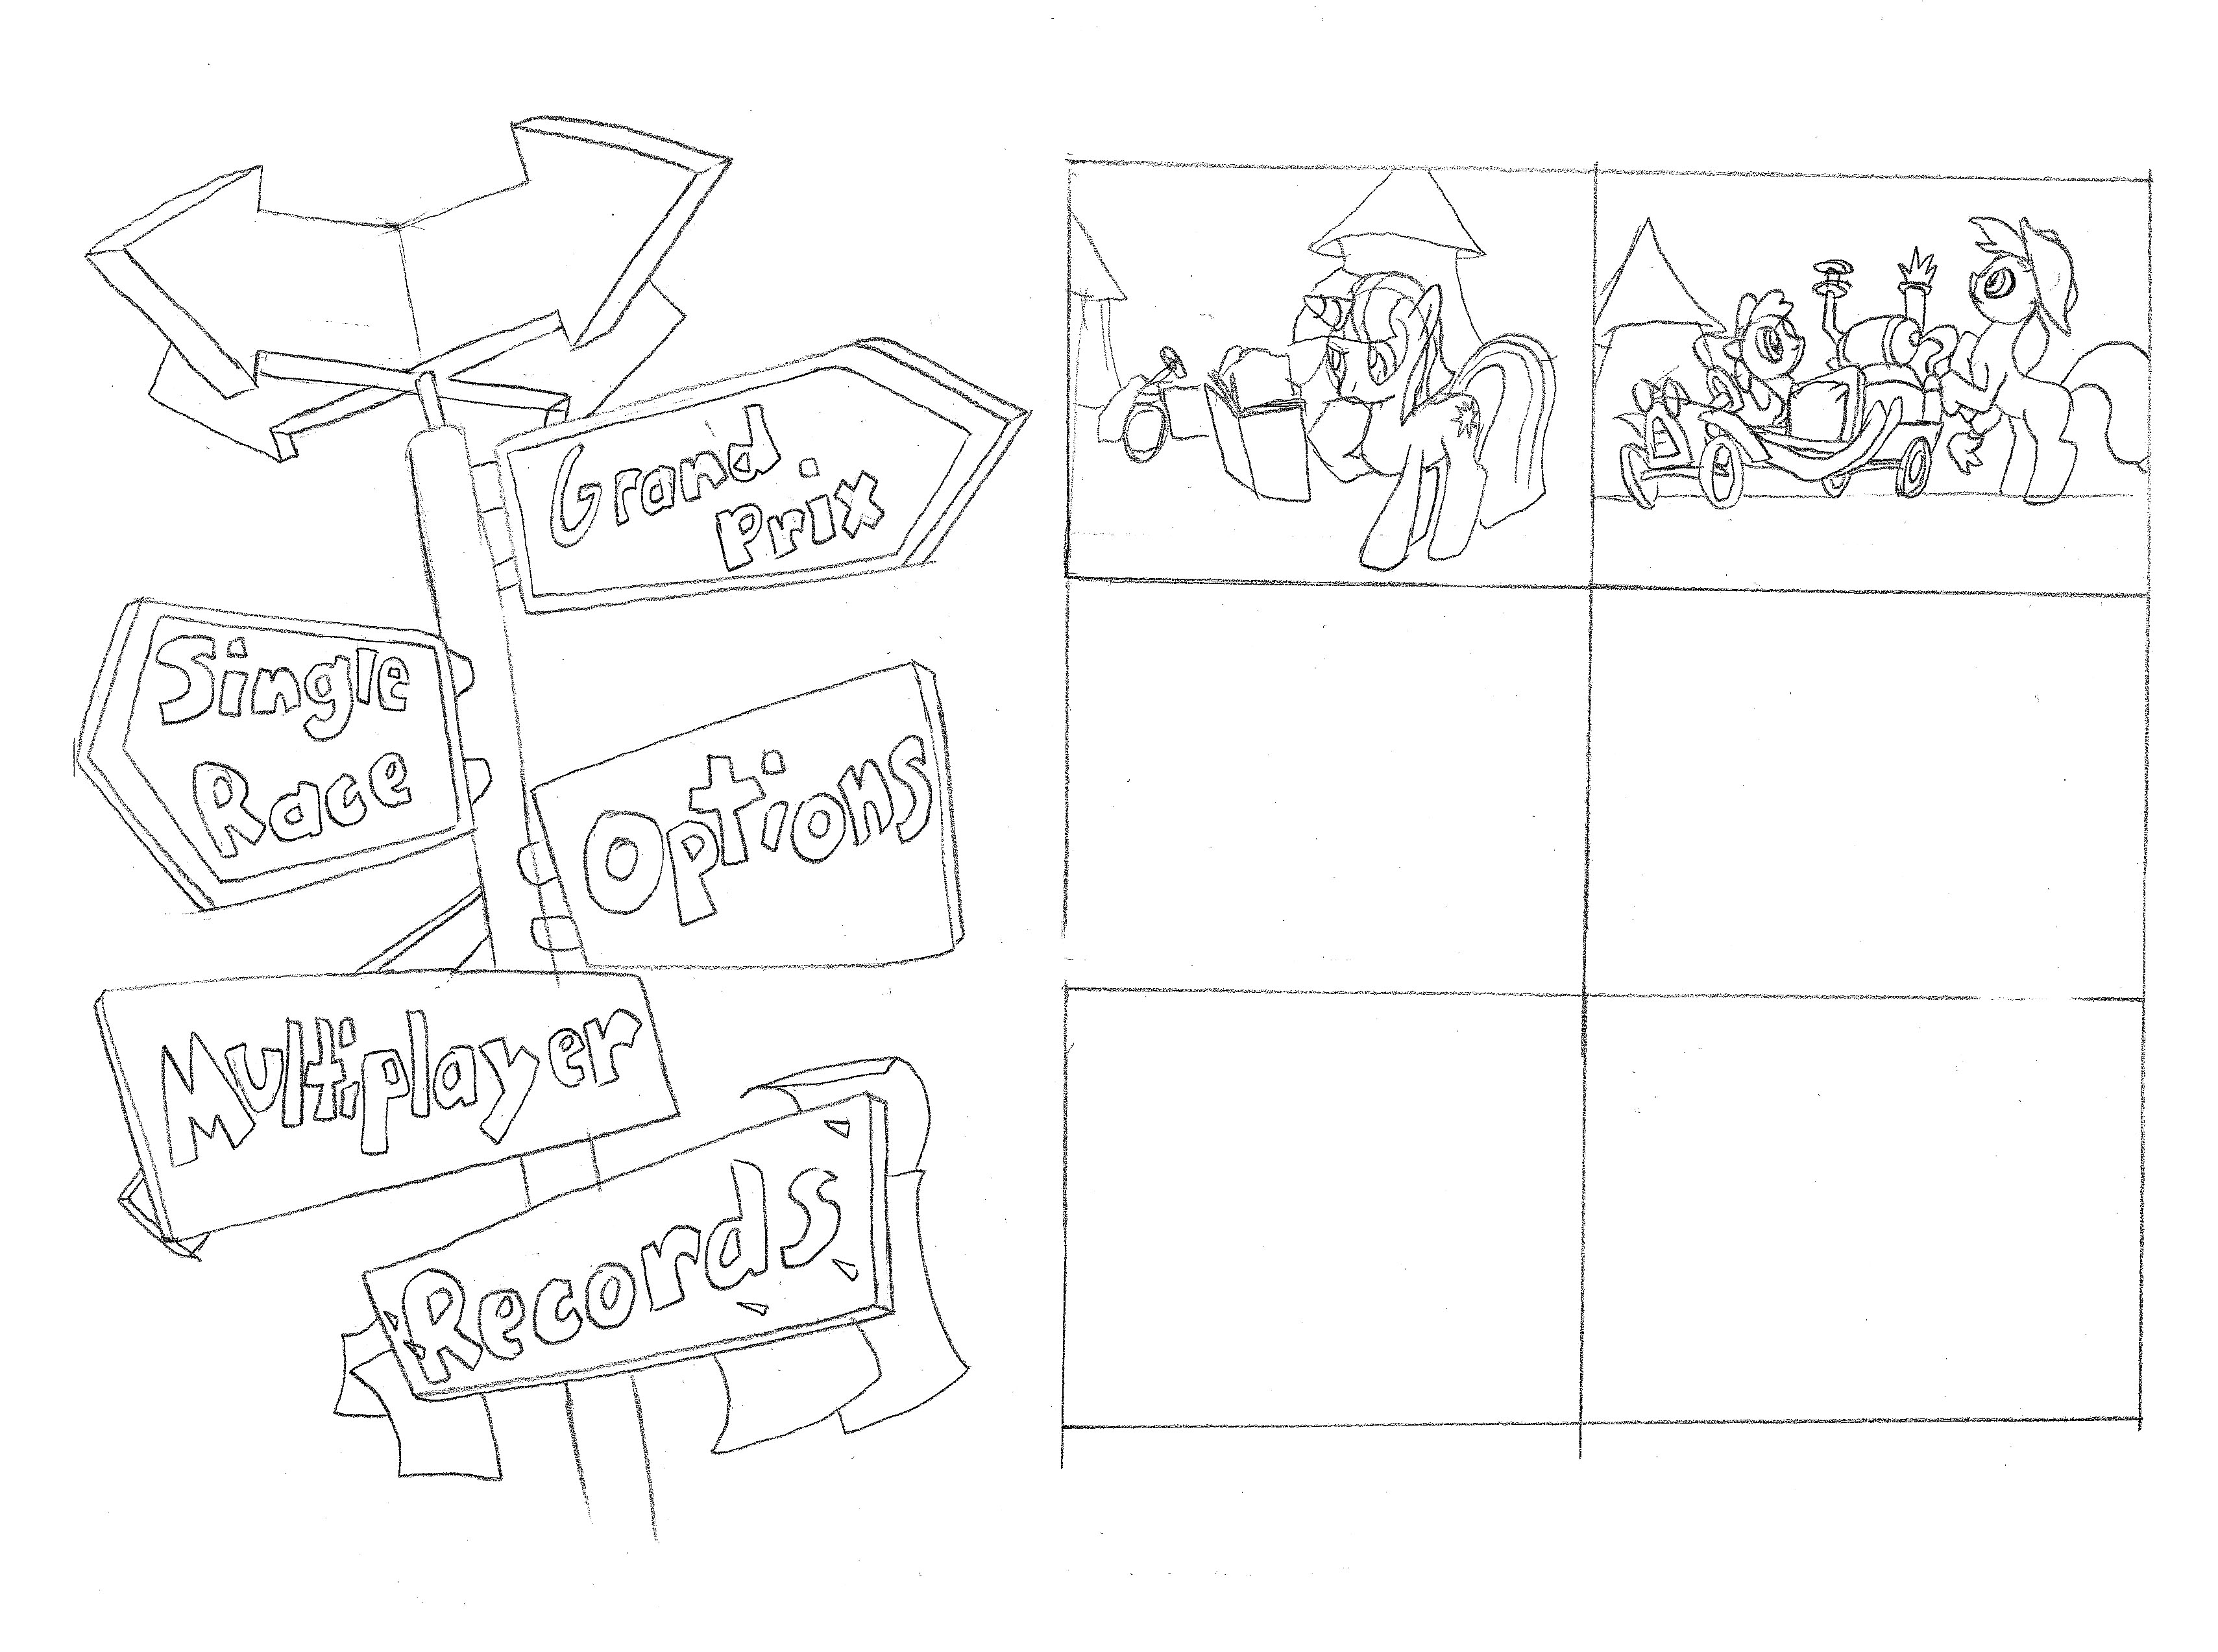 Grand
Prix
Single
Race
Options
Multiplayer
Records